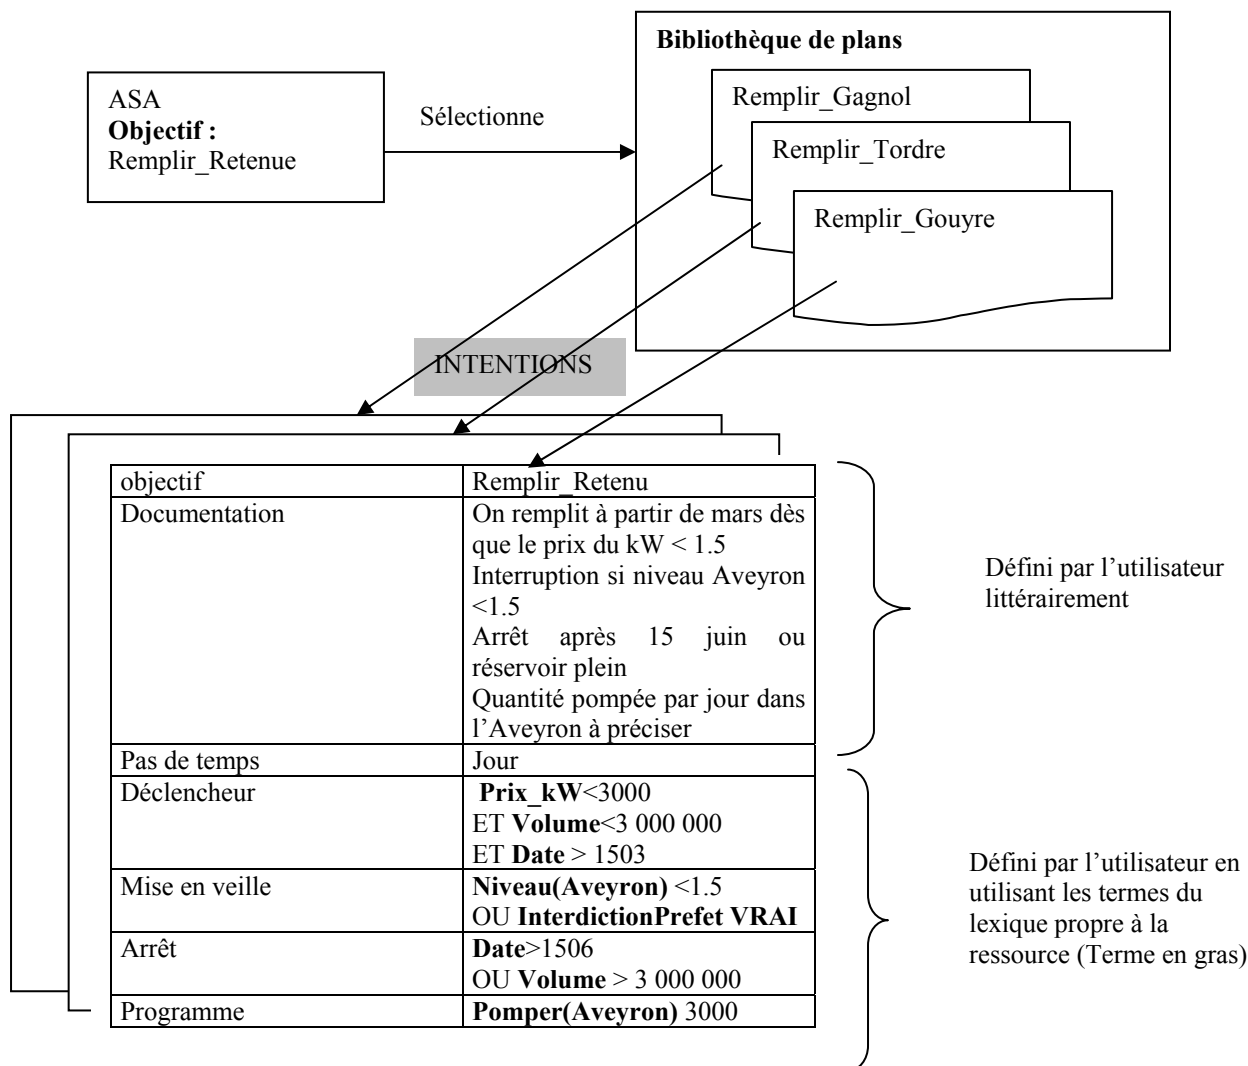 Bibliothèque de plans
ASA
Objectif :
Remplir_Retenue
Sélectionne
Remplir_Gagnol
Remplir_Tordre
Remplir_Gouyre
INTENTIONS
objectif
Remplir_Retenu
Documentation
On remplit à partir de mars dès
que le prix du kW < 1.5
Interruption si niveau Aveyron
<1.5
Arrêt après 15 juin ou
réservoir plein
Quantité pompée par jour dans
l’Aveyron à préciser
Pas de temps
Jour
Déclencheur
Prix_kW<3000
ET Volume<3 000 000
ET Date > 1503
Mise en veille
Niveau(Aveyron) <1.5
OU InterdictionPrefet VRAI
Arrêt
Date>1506
OU Volume > 3 000 000
Programme
Pomper(Aveyron) 3000
Défini par l’utilisateur
littérairement
Défini par l’utilisateur en
utilisant les termes du
lexique propre à la
ressource (Terme en gras)